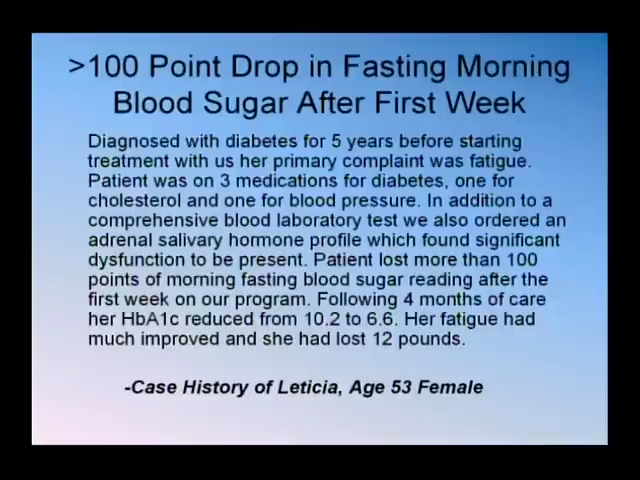 >100 Point Drop in Fasting Morning
Blood Sugar After First Week
Diagnosed with diabetes for 5 years before starting
treatment with us her primary complaint was fatigue.
Patient was on 3 medications for diabetes, one for
cholesterol and one for blood pressure. In addition to a
comprehensive blood laboratory test we also ordered an
adrenal salivary hormone profile which found significant
dysfunction to be present. Patient lost more than 100
points of morning fasting blood sugar reading after the
first week on our program. Following 4 months of care
her HbA1c reduced from 10.2 to 6.6. Her fatigue had
much improved and she had lost 12 pounds.
-Case History of Leticia, Age 53 Female